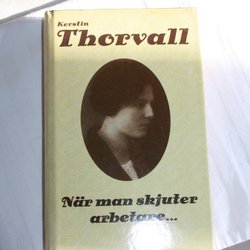 Kerstin
Thorvall
När man skjuter
arbetare...